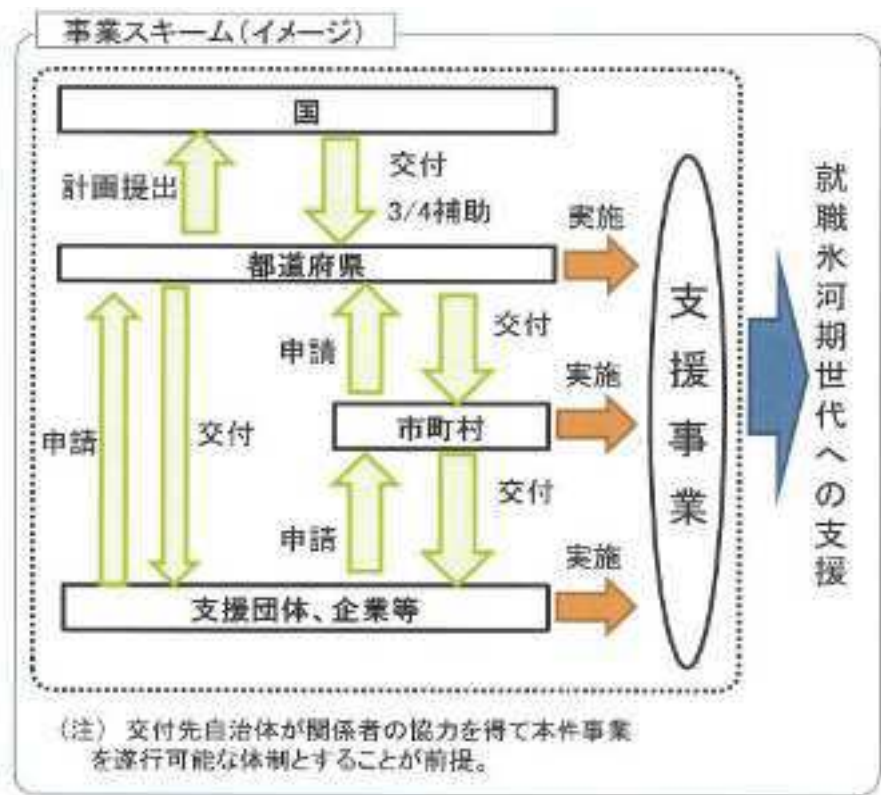 事業スキーム(イメージ)
国
計画提出
交付
3/4補助
都道府県
実施
申請
交付
申請
交付
市町村
実施
申請
交付
支援団体、企業等
実施
支援事業
就職氷河期世代への支援
(注) 交付先自治体が関係者の協力を得て本件事業
を遂行可能な体制とすることが前提。